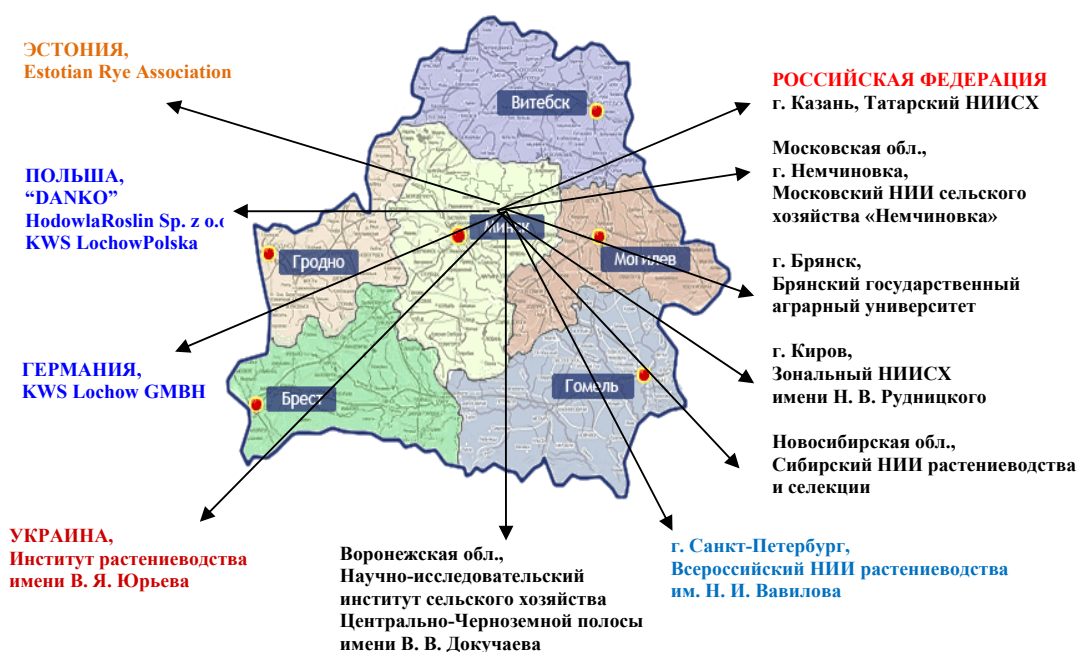 ЭСТОНИЯ,
Estotian Rye Association
ПОЛЬША,
“DANKO”
HodowlaRoslin Sp. z o.o
KWS LochowPolska
ГЕРМАНИЯ,
KWS Lochow GMBH
УКРАИНА,
Институт растениеводства
имени В. Я. Юрьева
Витебск
Минск
Гродно
Могилев
Гомель
Брест
Воронежская обл.,
Научно-исследовательский
институт сельского хозяйства
Центрально-Черноземной полосы
имени В. В. Докучаева
РОССИЙСКАЯ ФЕДЕРАЦИЯ
г. Казань, Татарский НИИСХ
Московская обл.,
г. Немчиновка,
Московский НИИ сельского
хозяйства «Немчиновка»
г. Брянск,
Брянский государственный
аграрный университет
г. Киров,
Зональный НИИСХ
имени Н. В. Рудницкого
Новосибирская обл.,
Сибирский НИИ растениеводства
и селекции
г. Санкт-Петербург,
Всероссийский НИИ растениеводства
им. Н. И. Вавилова